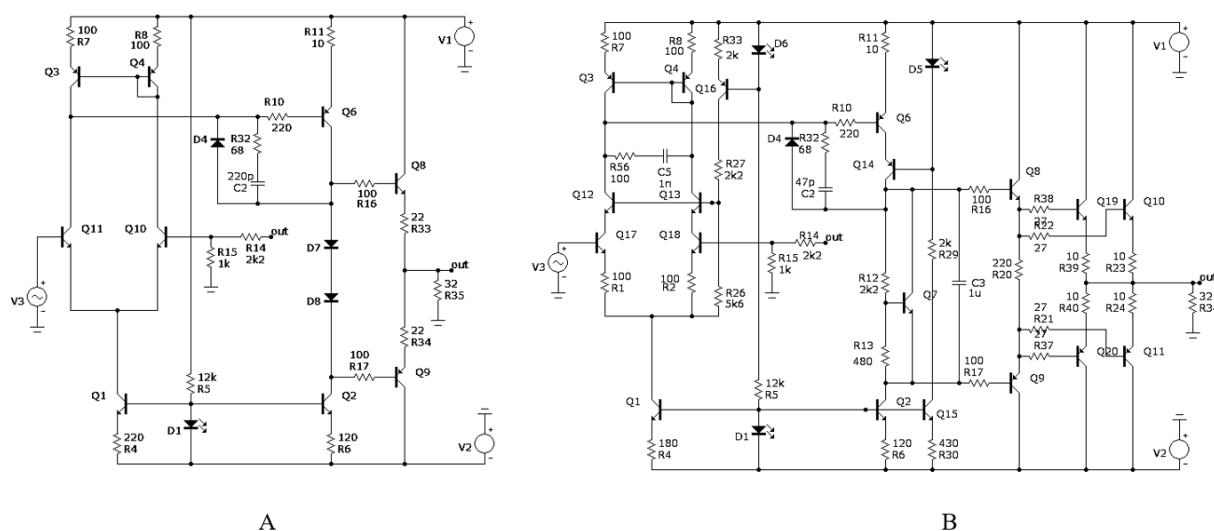 100
R7
R8
100
R11
10
V1
Q3
Q4
R10
220
Q6
D4
R32
68
220p
C2
Q8
100
R16
22
R33
Q11
Q10
R15
1k
R14
2k2
out
D7
D8
out
32
R35
V3
22
R34
100
R17
Q9
12k
R5
Q1
D1
Q2
220
R4
120
R6
V2
A
100
R7
R8
100
R33
2k
D6
R11
10
D5
V1
Q3
Q4
Q16
R10
220
Q6
D4
R32
68
Q14
R56
100
C5
1n
R27
2k2
47p
C2
Q8
100
R16
R38
27
R22
27
Q19
Q10
Q12
Q13
Q17
Q18
R15
1k
R14
2k2
out
2k
R29
R12
2k2
Q7
C3
1u
220
R20
10
R39
10
R23
out
32
R34
V3
100
R1
100
R2
R26
5k6
10
R40
10
R24
27
R21
27
R37
R13
480
100
R17
Q9
Q20
Q11
12k
R5
Q1
D1
Q2
Q15
180
R4
120
R6
430
R30
V2
B